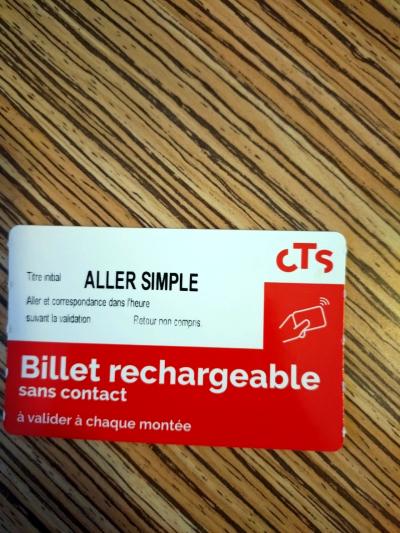 CTS
Titre initial ALLER SIMPLE
Aller et correspondance dans l'heure
suivant la validation Retour non compris.
Billet rechargeable
sans contact
à valider à chaque montée